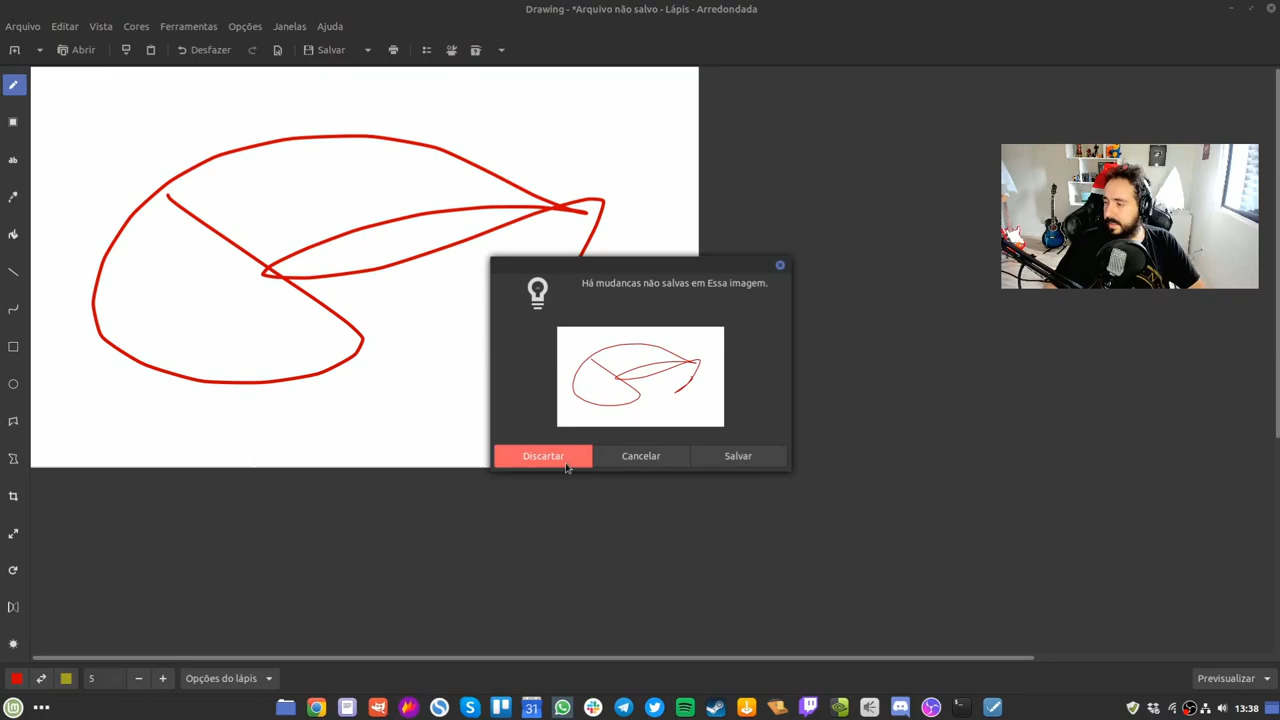 Drawing - *Arquivo não salvo - Lápis - Arredondada
Arquivo Editar Vista Cores Ferramentas Opções Janelas Ajuda
Abrir Desfazer Salvar
ab
Há mudancas não salvas em Essa imagem.
Discartar Cancelar Salvar
5 Opções do lápis Previsualizar
31 13:38